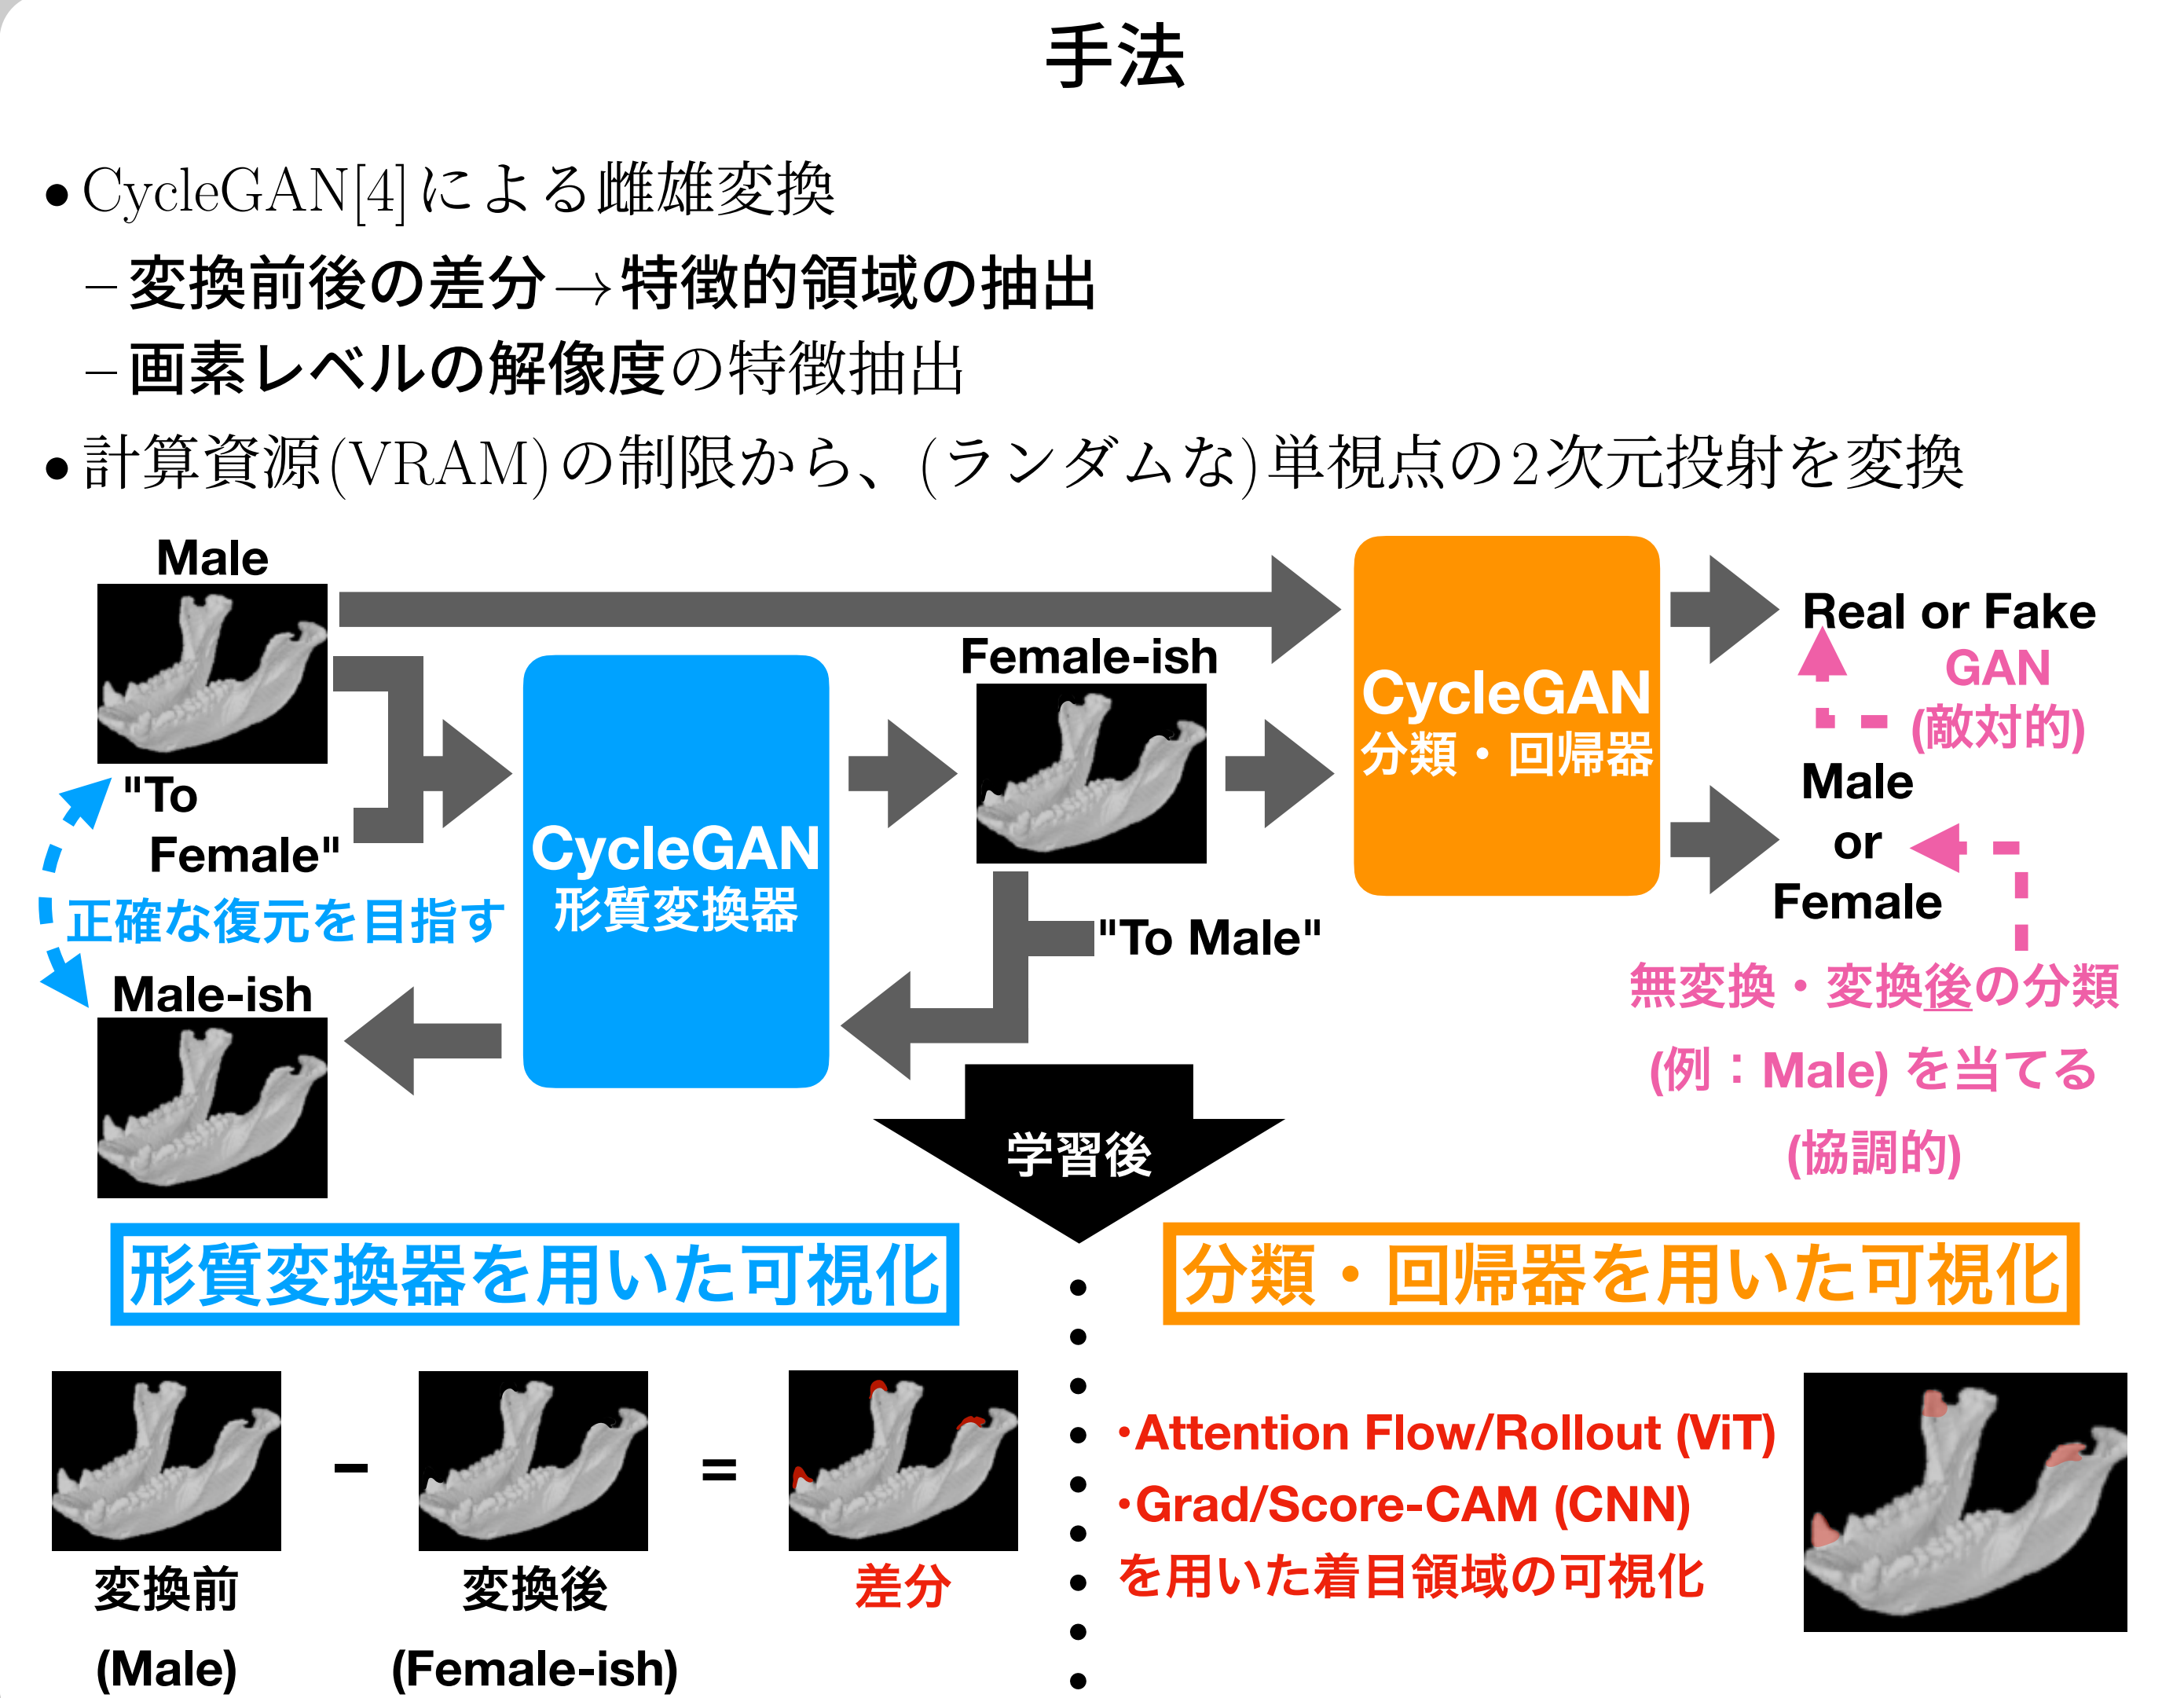 手法
• CycleGAN[4]による雌雄変換
– 変換前後の差分→特徴的領域の抽出
– 画素レベルの解像度の特徴抽出
• 計算資源(VRAM)の制限から、(ランダムな)単視点の2次元投射を変換
Male
"To
Female"
正確な復元を目指す
Male-ish
CycleGAN
形質変換器
Female-ish
"To Male"
CycleGAN
分類・回帰器
Real or Fake
GAN
(敵対的)
Male
or
Female
無変換・変換後の分類
(例：Male) を当てる
(協調的)
学習後
形質変換器を用いた可視化
変換前
(Male)
–
変換後
(Female-ish)
=
差分
分類・回帰器を用いた可視化
・Attention Flow/Rollout (ViT)
・Grad/Score-CAM (CNN)
を用いた着目領域の可視化